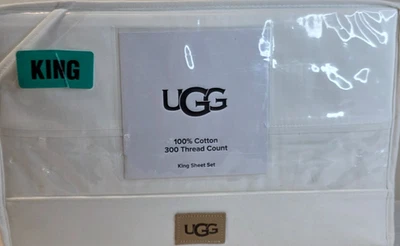 KING
UGG
100% Cotton
300 Thread Count
King Sheet Set
UGG